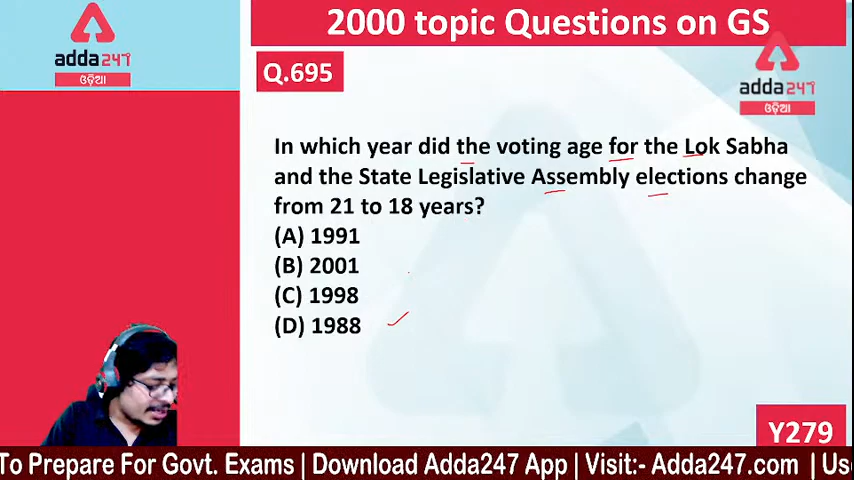 2000 topic Questions on GS
adda247
ଓଡ଼ିଆ
Q.695
adda247
ଓଡ଼ିଆ
In which year did the voting age for the Lok Sabha
and the State Legislative Assembly elections change
from 21 to 18 years?
(A) 1991
(B) 2001
(C) 1998
(D) 1988
Y279
To Prepare For Govt. Exams | Download Adda247 App | Visit:- Adda247.com | Us